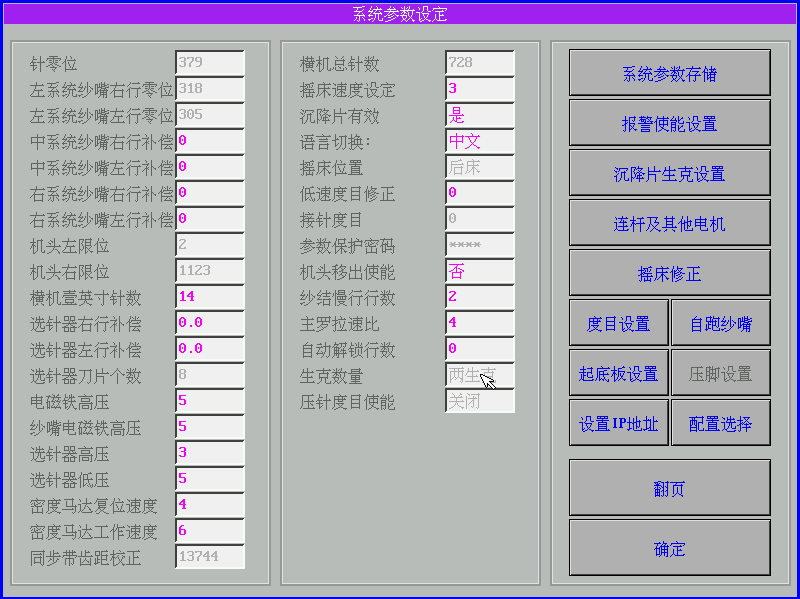 系统参数设定
针零位 379
左系统纱嘴右行零位 318
左系统纱嘴左行零位 305
中系统纱嘴右行补偿 0
中系统纱嘴左行补偿 0
右系统纱嘴右行补偿 0
右系统纱嘴左行补偿 0
机头左限位 2
机头右限位 1123
横机壹英寸针数 14
选针器右行补偿 0.0
选针器左行补偿 0.0
选针器刀片个数 8
电磁铁高压 5
纱嘴电磁铁高压 5
选针器高压 3
选针器低压 5
密度马达复位速度 4
密度马达工作速度 6
同步带齿距校正 13744
横机总针数 728
摇床速度设定 3
沉降片有效 是
语言切换: 中文
摇床位置 后床
低速度目修正 0
接针度目 0
参数保护密码 ****
机头移出使能 否
纱结慢行行数 2
主罗拉速比 4
自动解锁行数 0
生克数量 两生克
压针度目使能 关闭
系统参数存储
报警使能设置
沉降片生克设置
连杆及其他电机
摇床修正
度目设置 自跑纱嘴
起底板设置 压脚设置
设置IP地址 配置选择
翻页
确定